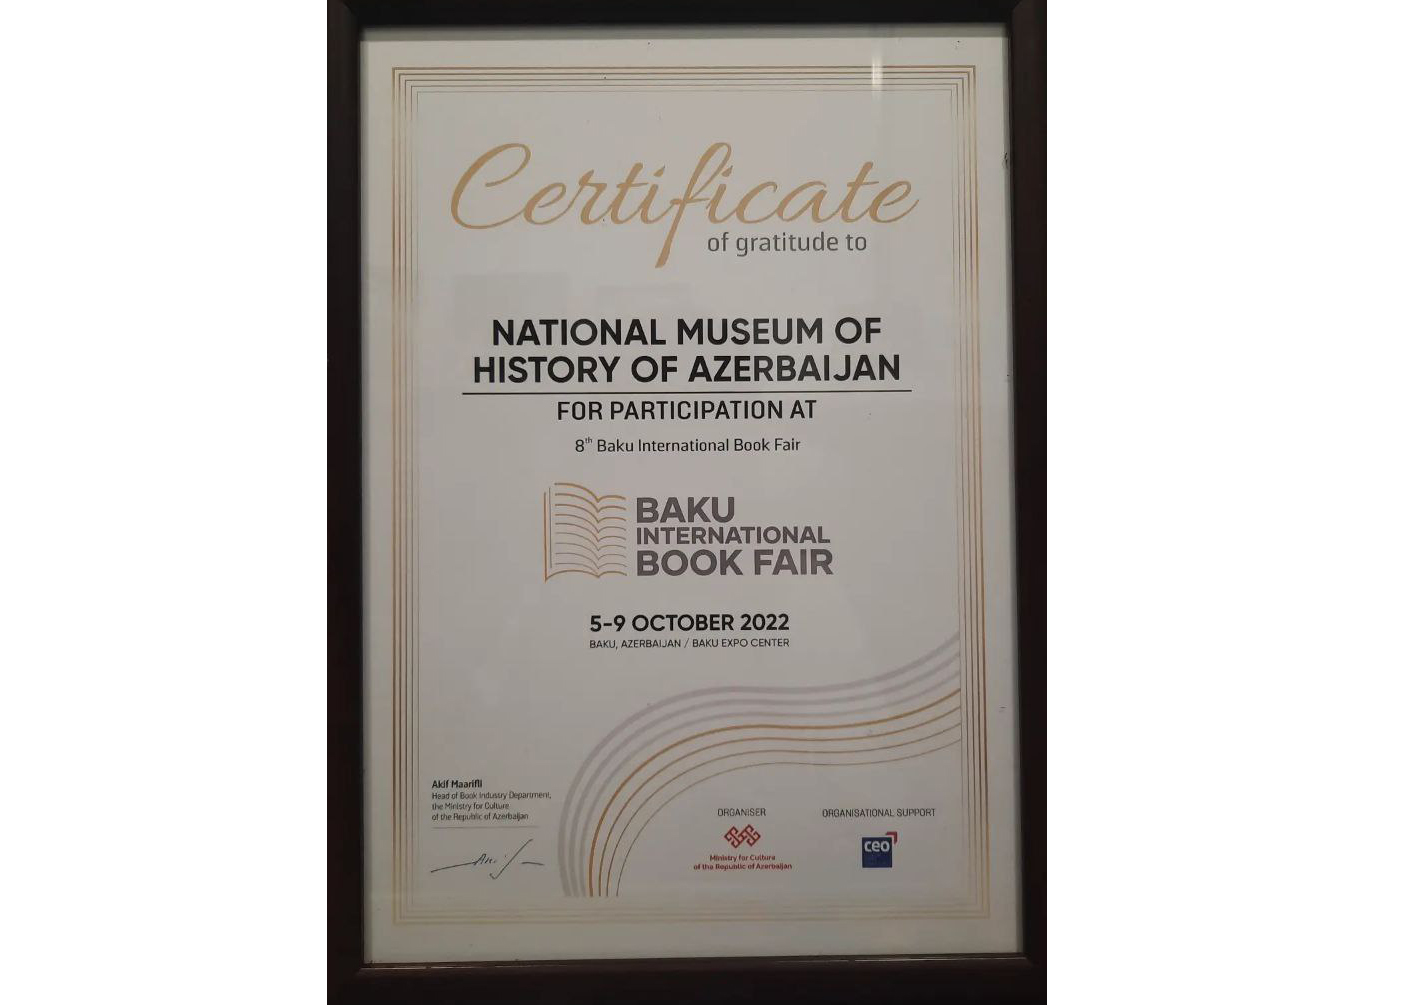 Certificate
of gratitude to
NATIONAL MUSEUM OF
HISTORY OF AZERBAIJAN
FOR PARTICIPATION AT
8th Baku International Book Fair
BAKU
INTERNATIONAL
BOOK FAIR
5-9 OCTOBER 2022
BAKU, AZERBAIJAN / BAKU EXPO CENTER
Akif Maarifli
Head of Book Industry Department,
the Ministry for Culture
of the Republic of Azerbaijan
ORGANISER
Ministry for Culture
of the Republic of Azerbaijan
ORGANISATIONAL SUPPORT
ceo